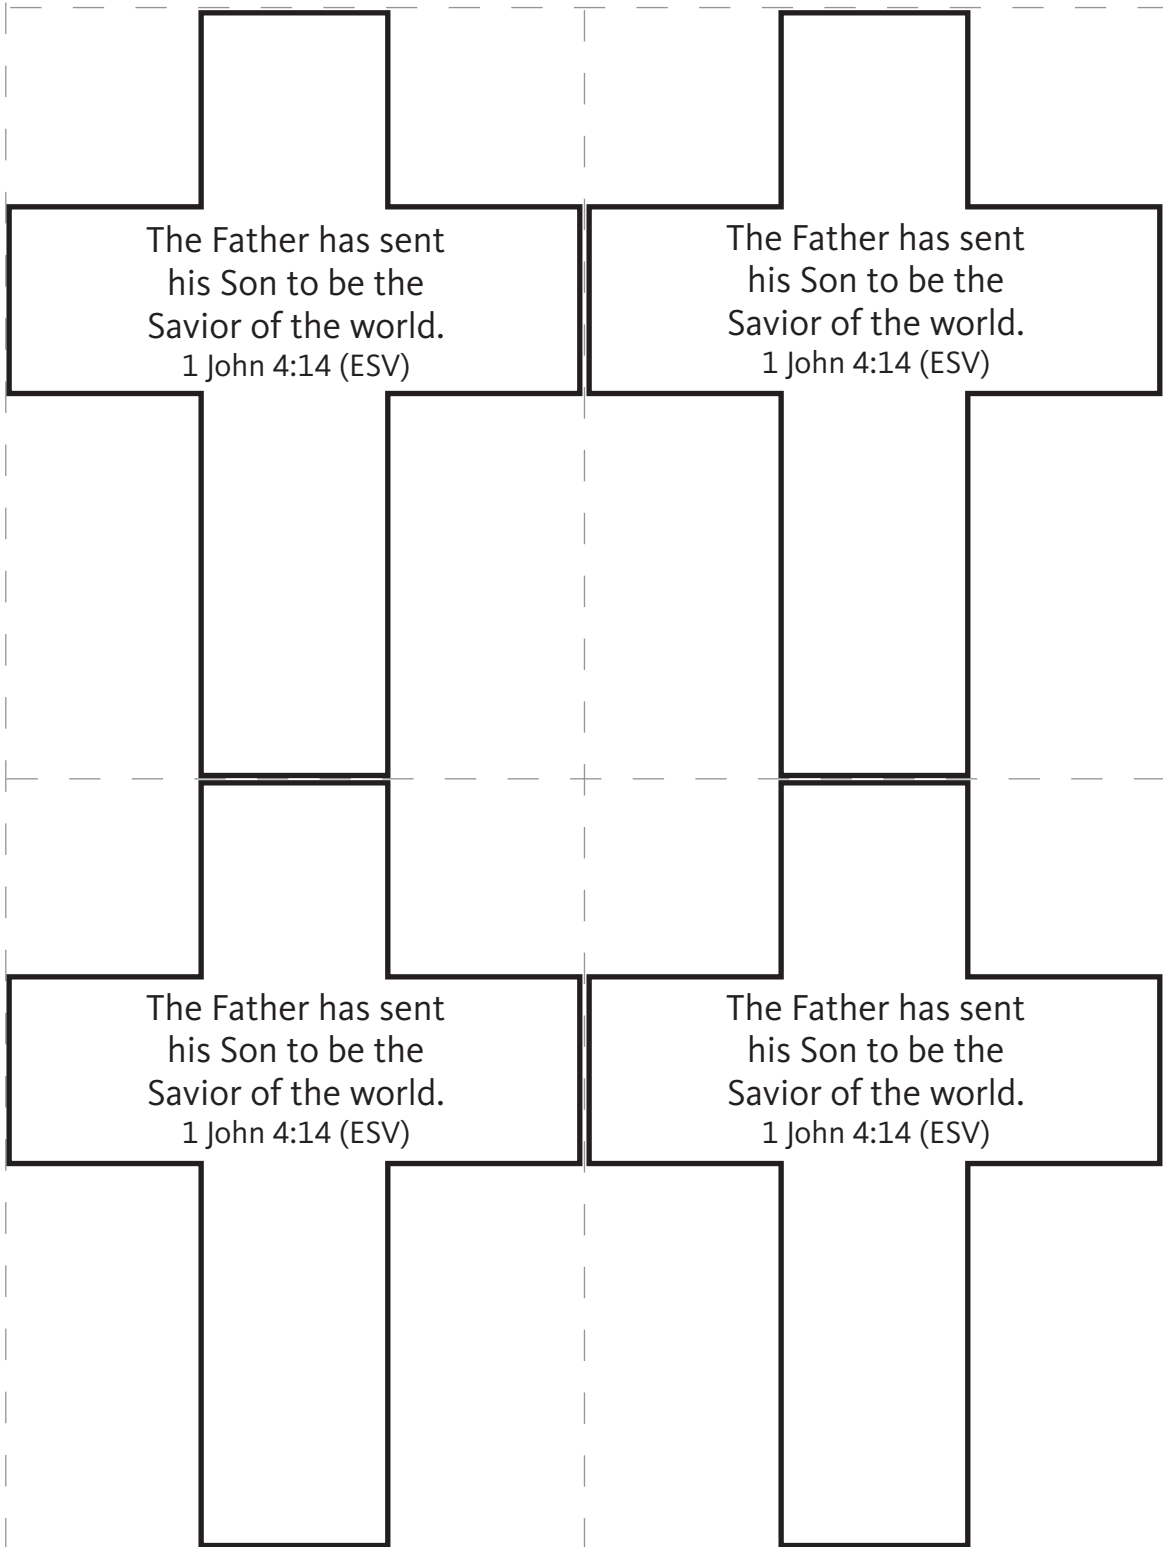 The Father has sent
his Son to be the
Savior of the world.
1 John 4:14 (ESV)
The Father has sent
his Son to be the
Savior of the world.
1 John 4:14 (ESV)
The Father has sent
his Son to be the
Savior of the world.
1 John 4:14 (ESV)
The Father has sent
his Son to be the
Savior of the world.
1 John 4:14 (ESV)